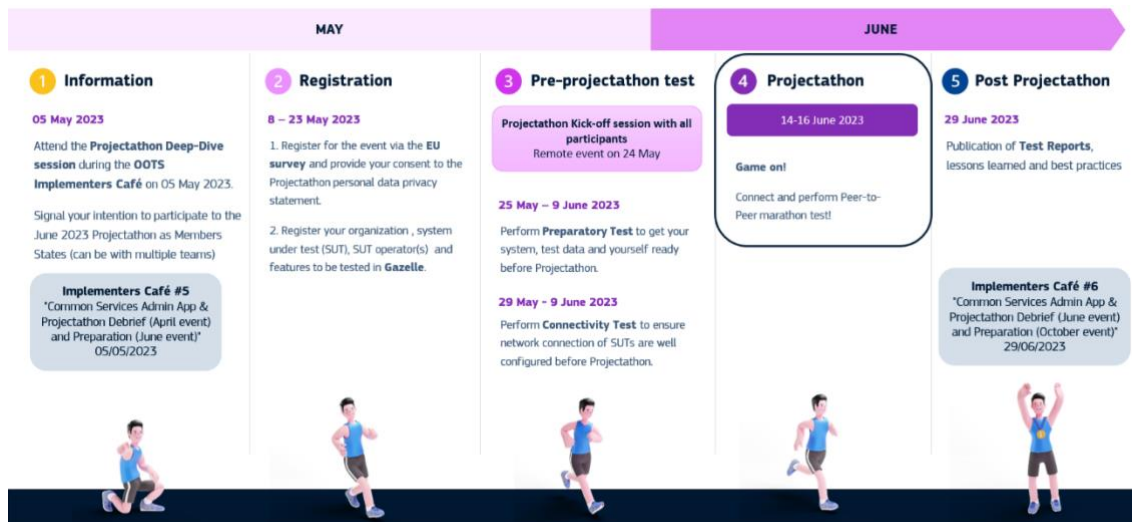 MAY
JUNE
1 Information
05 May 2023
Attend the Projectathon Deep-Dive
session during the OOTS
Implementers Café on 05 May 2023.
Signal your intention to participate to the
June 2023 Projectathon as Members
States (can be with multiple teams)
Implementers Café #5
"Common Services Admin App &
Projectathon Debrief (April event)
and Preparation (June event)"
05/05/2023
2 Registration
8 – 23 May 2023
1. Register for the event via the EU
survey and provide your consent to the
Projectathon personal data privacy
statement.
2. Register your organization , system
under test (SUT), SUT operator(s) and
features to be tested in Gazelle.
3 Pre-projectathon test
Projectathon Kick-off session with all
participants
Remote event on 24 May
25 May – 9 June 2023
Perform Preparatory Test to get your
system, test data and yourself ready
before Projectathon.
29 May - 9 June 2023
Perform Connectivity Test to ensure
network connection of SUTs are well
configured before Projectathon.
4 Projectathon
14-16 June 2023
Game on!
Connect and perform Peer-to-
Peer marathon test!
5 Post Projectathon
29 June 2023
Publication of Test Reports,
lessons learned and best practices
Implementers Café #6
"Common Services Admin App &
Projectathon Debrief (June event)
and Preparation (October event)"
29/06/2023